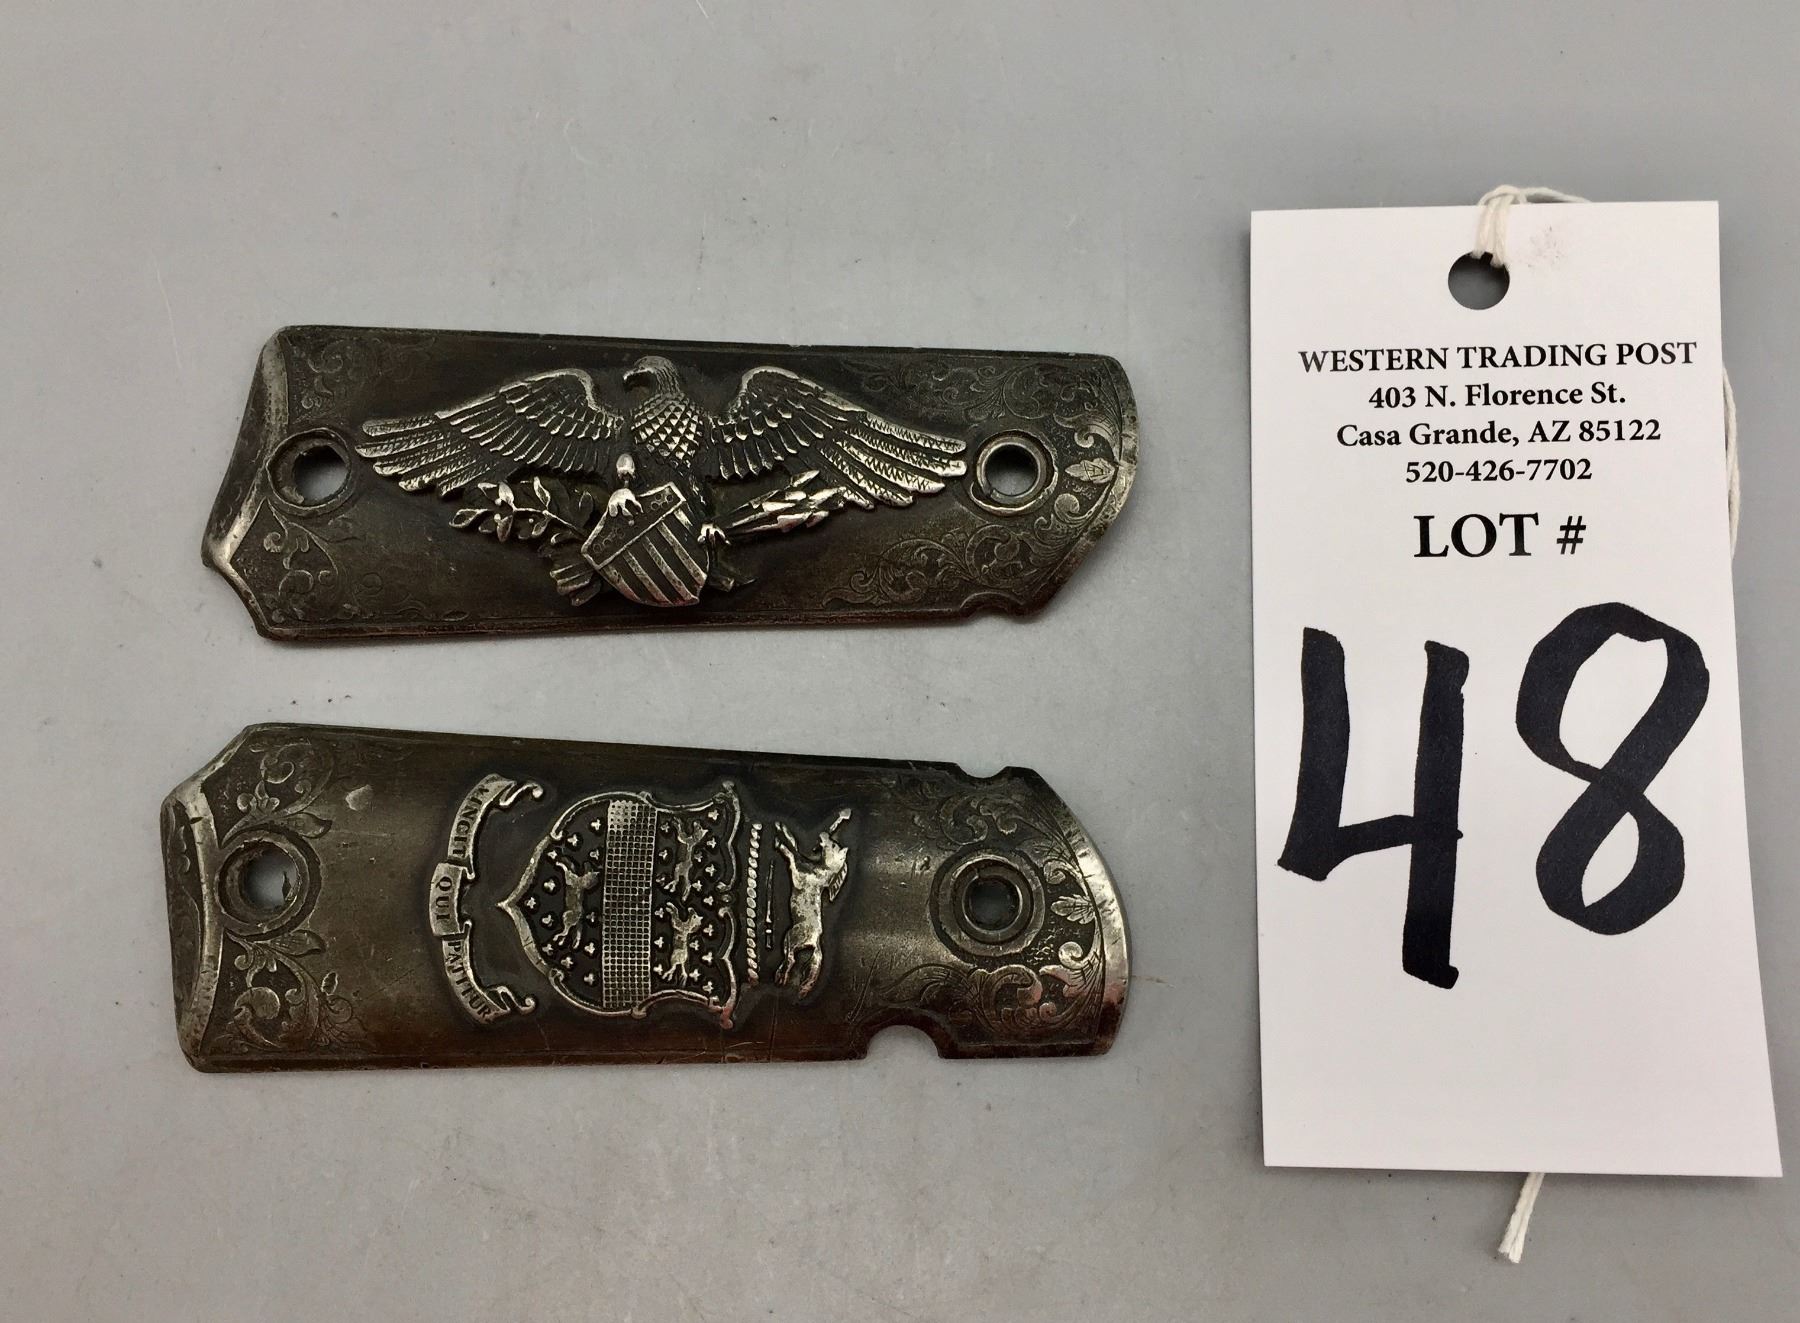 WESTERN TRADING POST
403 N. Florence St.
Casa Grande, AZ 85122
520-426-7702
LOT #
48
VINCIT QUI PATITUR